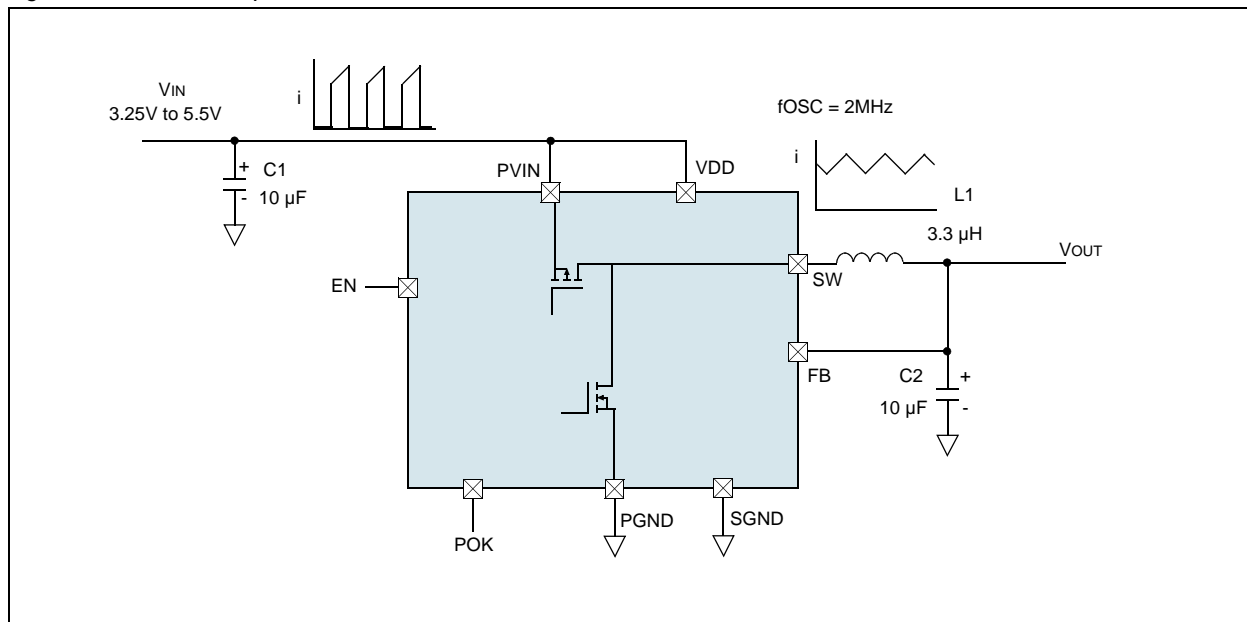 VIN
3.25V to 5.5V
i
fOSC = 2MHz
i
+ C1
10 µF
-
PVIN
VDD
L1
3.3 µH
VOUT
SW
EN
FB
C2 +
10 µF -
PGND
SGND
POK